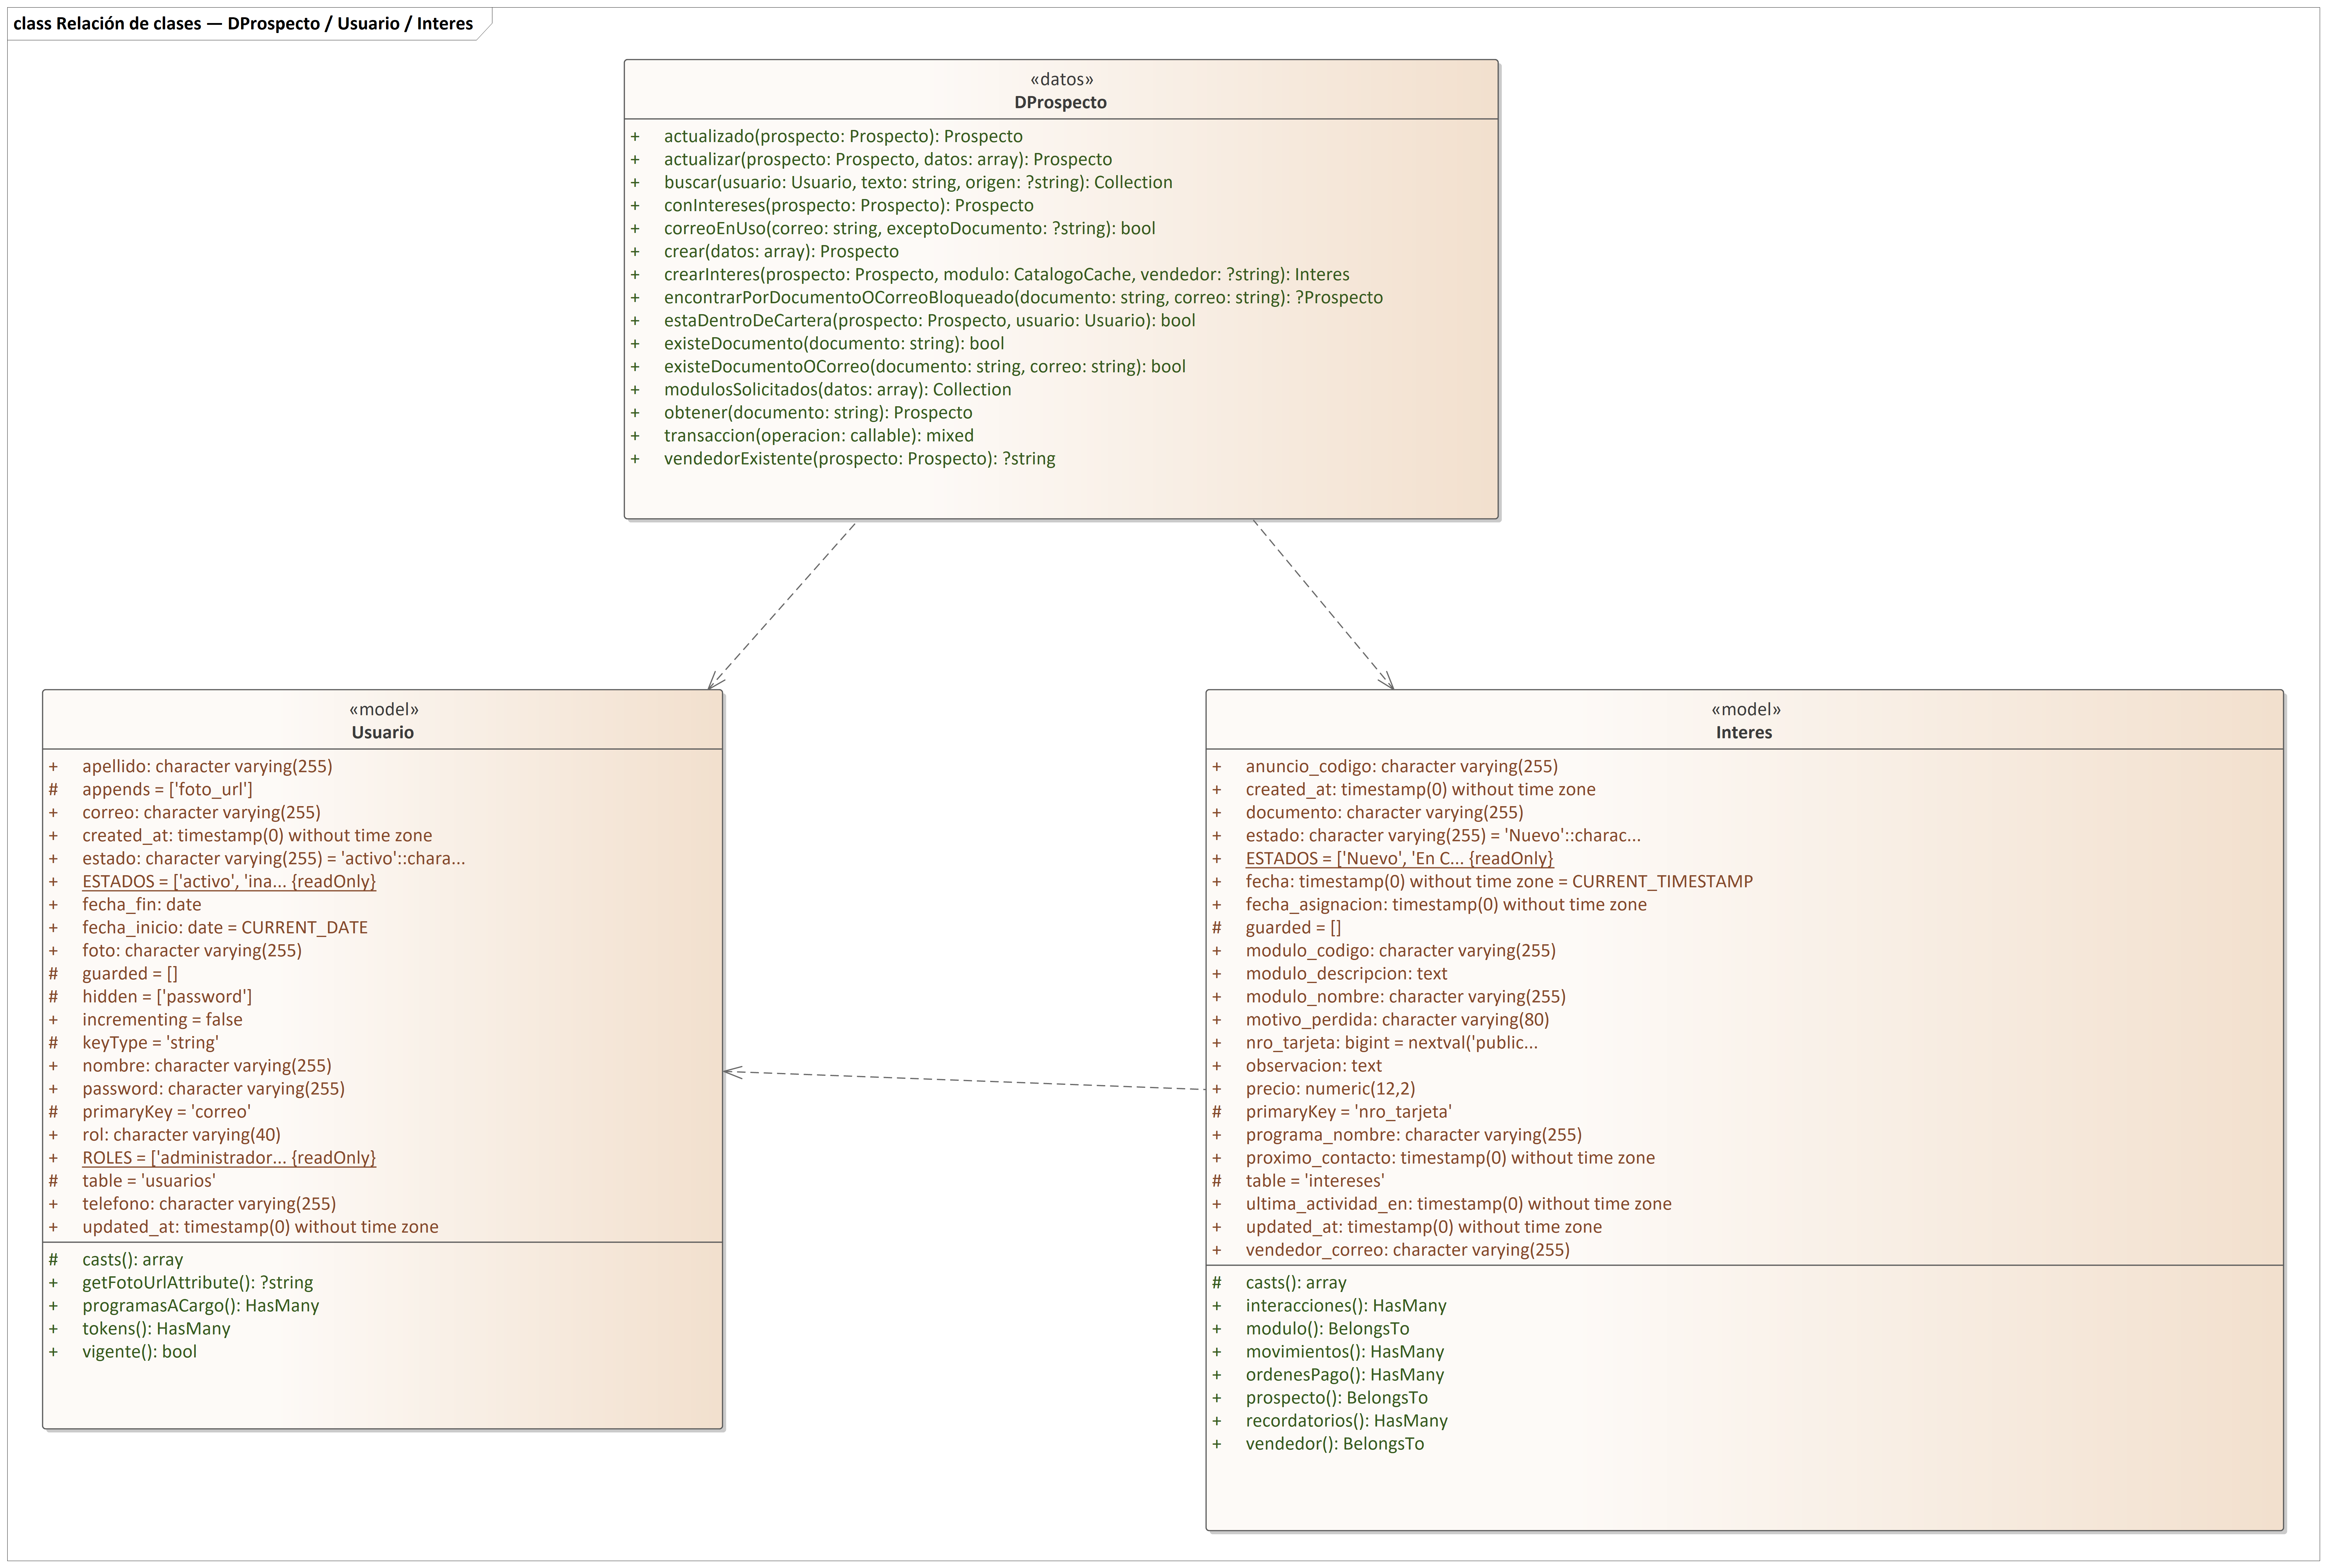 class Relación de clases — DProspecto / Usuario / Interes
«datos»
DProspecto
+ actualizado(prospecto: Prospecto): Prospecto
+ actualizar(prospecto: Prospecto, datos: array): Prospecto
+ buscar(usuario: Usuario, texto: string, origen: ?string): Collection
+ conIntereses(prospecto: Prospecto): Prospecto
+ correoEnUso(correo: string, exceptoDocumento: ?string): bool
+ crear(datos: array): Prospecto
+ crearInteres(prospecto: Prospecto, modulo: CatalogoCache, vendedor: ?string): Interes
+ encontrarPorDocumentoOCorreoBloqueado(documento: string, correo: string): ?Prospecto
+ estaDentroDeCartera(prospecto: Prospecto, usuario: Usuario): bool
+ existeDocumento(documento: string): bool
+ existeDocumentoOCorreo(documento: string, correo: string): bool
+ modulosSolicitados(datos: array): Collection
+ obtener(documento: string): Prospecto
+ transaccion(operacion: callable): mixed
+ vendedorExistente(prospecto: Prospecto): ?string
«model»
Usuario
+ apellido: character varying(255)
# appends = ['foto_url']
+ correo: character varying(255)
+ created_at: timestamp(0) without time zone
+ estado: character varying(255) = 'activo'::chara...
+ ESTADOS = ['activo', 'ina... {readOnly}
+ fecha_fin: date
+ fecha_inicio: date = CURRENT_DATE
+ foto: character varying(255)
# guarded = []
# hidden = ['password']
+ incrementing = false
# keyType = 'string'
+ nombre: character varying(255)
+ password: character varying(255)
# primaryKey = 'correo'
+ rol: character varying(40)
+ ROLES = ['administrador... {readOnly}
# table = 'usuarios'
+ telefono: character varying(255)
+ updated_at: timestamp(0) without time zone
# casts(): array
+ getFotoUrlAttribute(): ?string
+ programasACargo(): HasMany
+ tokens(): HasMany
+ vigente(): bool
«model»
Interes
+ anuncio_codigo: character varying(255)
+ created_at: timestamp(0) without time zone
+ documento: character varying(255)
+ estado: character varying(255) = 'Nuevo'::charac...
+ ESTADOS = ['Nuevo', 'En C... {readOnly}
+ fecha: timestamp(0) without time zone = CURRENT_TIMESTAMP
+ fecha_asignacion: timestamp(0) without time zone
# guarded = []
+ modulo_codigo: character varying(255)
+ modulo_descripcion: text
+ modulo_nombre: character varying(255)
+ motivo_perdida: character varying(80)
+ nro_tarjeta: bigint = nextval('public...
+ observacion: text
+ precio: numeric(12,2)
# primaryKey = 'nro_tarjeta'
+ programa_nombre: character varying(255)
+ proximo_contacto: timestamp(0) without time zone
# table = 'intereses'
+ ultima_actividad_en: timestamp(0) without time zone
+ updated_at: timestamp(0) without time zone
+ vendedor_correo: character varying(255)
# casts(): array
+ interacciones(): HasMany
+ modulo(): BelongsTo
+ movimientos(): HasMany
+ ordenesPago(): HasMany
+ prospecto(): BelongsTo
+ recordatorios(): HasMany
+ vendedor(): BelongsTo